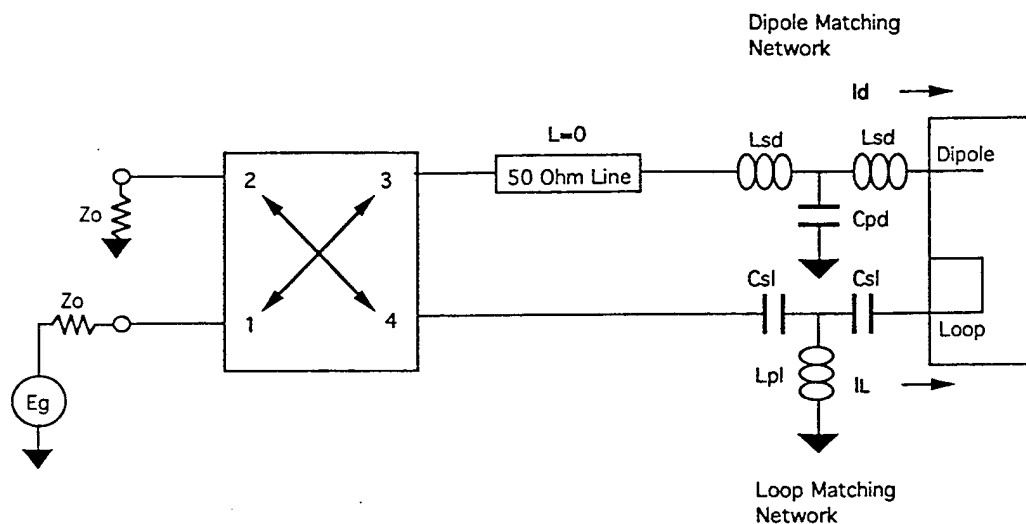 Dipole Matching
Network
Id
L=0
Lsd
Lsd
50 Ohm Line
Dipole
2
3
Zo
Cpd
Csl
Csl
Zo
1
4
Loop
Lpl
IL
Eg
Loop Matching
Network